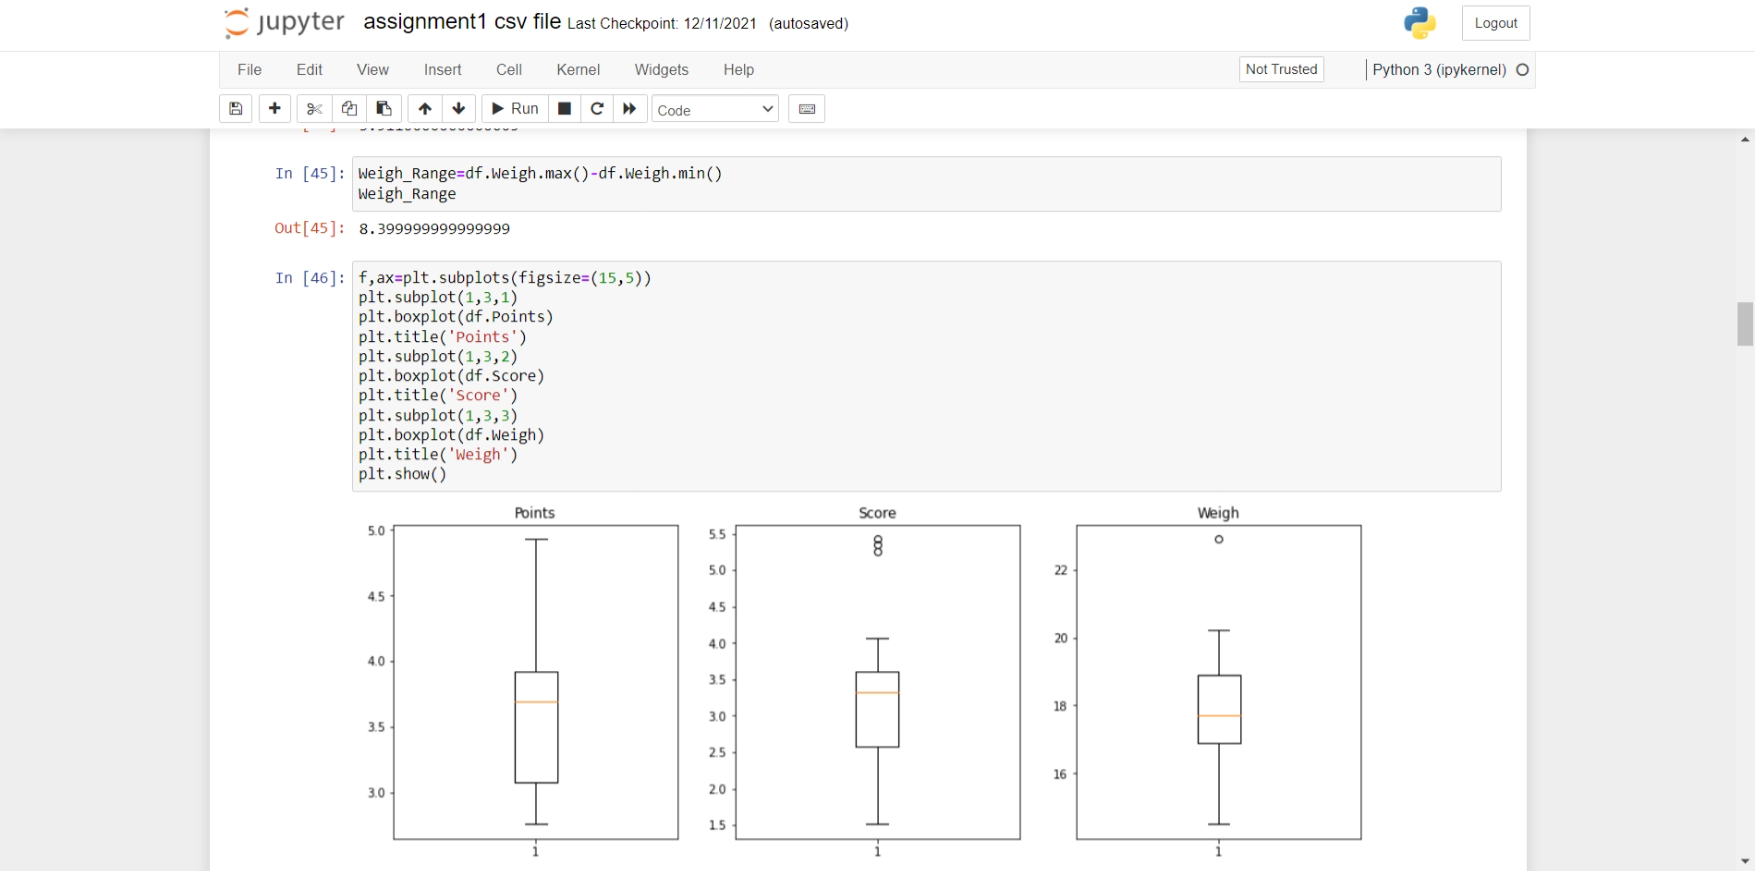 jupyter assignment1 csv file Last Checkpoint: 12/11/2021 (autosaved)
Logout
File Edit View Insert Cell Kernel Widgets Help
Not Trusted
Python 3 (ipykernel)
Run
Code
In [45]: Weigh_Range=df.Weigh.max()-df.Weigh.min()
Weigh_Range
Out[45]: 8.399999999999999
In [46]: f,ax=plt.subplots(figsize=(15,5))
plt.subplot(1,3,1)
plt.boxplot(df.Points)
plt.title('Points')
plt.subplot(1,3,2)
plt.boxplot(df.Score)
plt.title('Score')
plt.subplot(1,3,3)
plt.boxplot(df.Weigh)
plt.title('Weigh')
plt.show()
Points
5.0
4.5
4.0
3.5
3.0
1
Score
5.5
5.0
4.5
4.0
3.5
3.0
2.5
2.0
1.5
1
Weigh
22
20
18
16
1